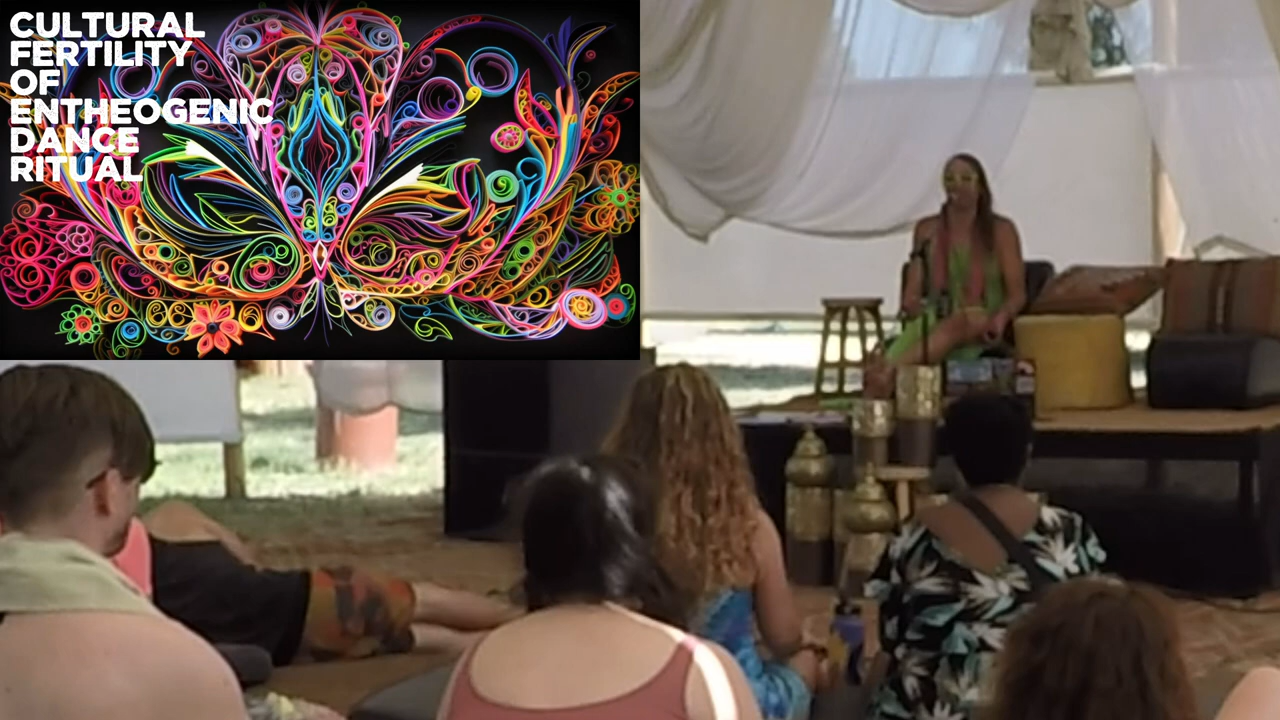 CULTURAL
FERTILITY
OF
ENTHEOGENIC
DANCE
RITUAL